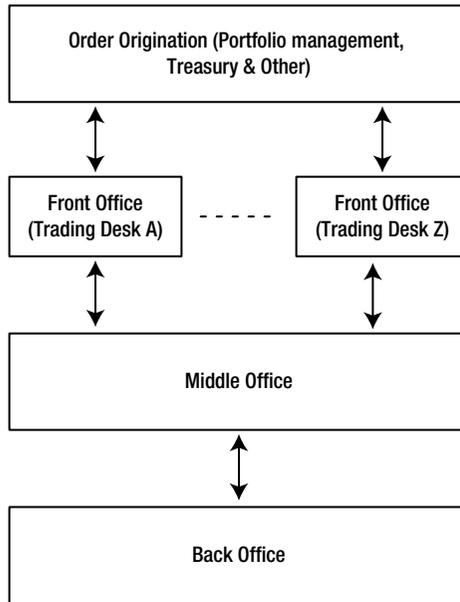 Order Origination (Portfolio management,
Treasury & Other)
Front Office
(Trading Desk A)
Front Office
(Trading Desk Z)
Middle Office
Back Office